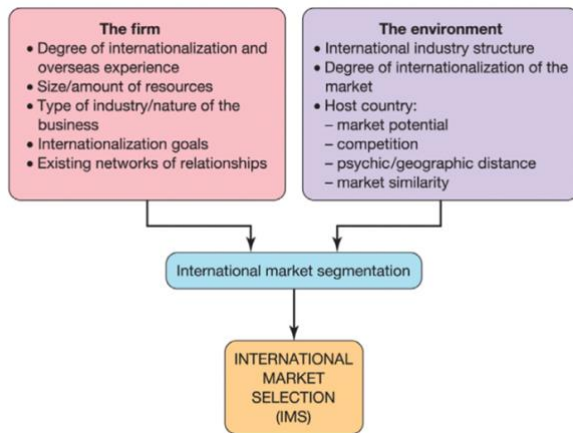 The firm
• Degree of internationalization and
overseas experience
• Size/amount of resources
• Type of industry/nature of the
business
• Internationalization goals
• Existing networks of relationships
The environment
• International industry structure
• Degree of internationalization of the
market
• Host country:
– market potential
– competition
– psychic/geographic distance
– market similarity
International market segmentation
INTERNATIONAL
MARKET
SELECTION
(IMS)